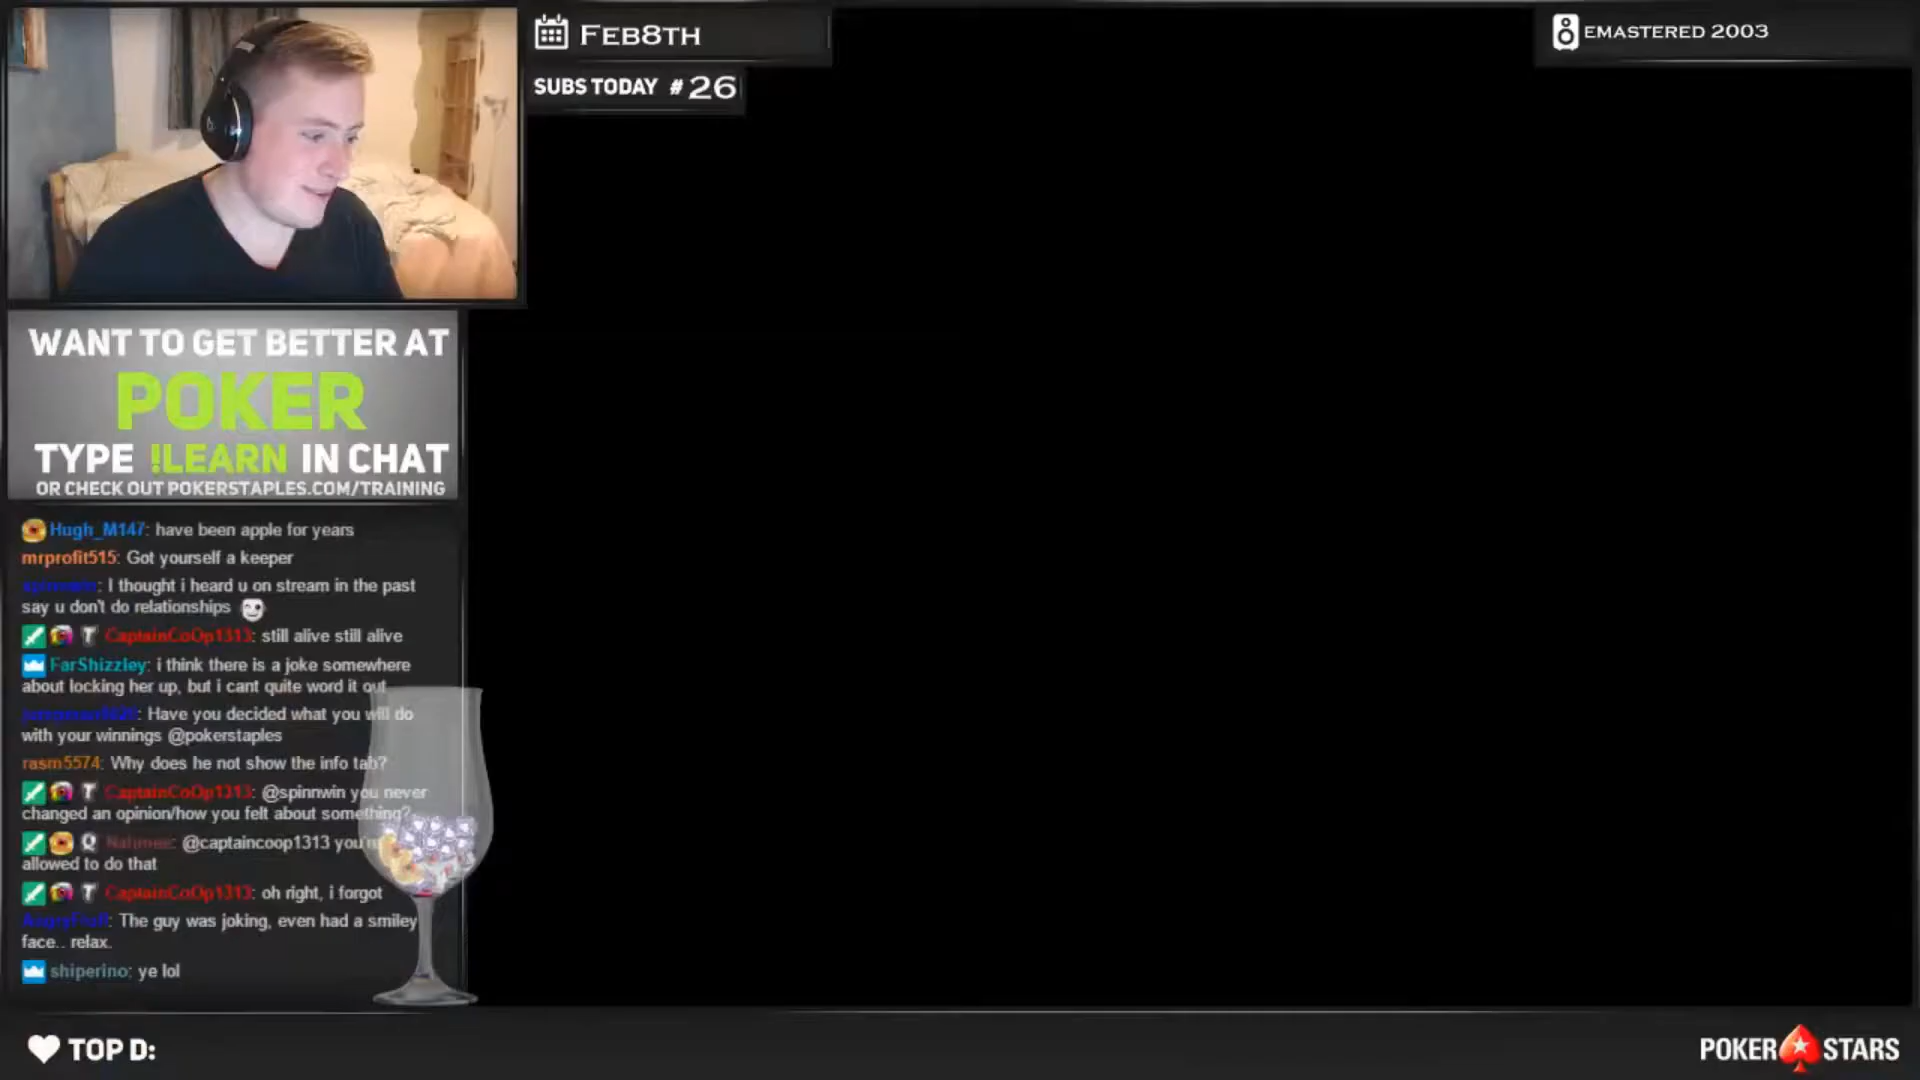 FEB8TH
SUBS TODAY # 26
EMASTERED 2003
WANT TO GET BETTER AT
POKER
TYPE !LEARN IN CHAT
OR CHECK OUT POKERSTAPLES.COM/TRAINING
Hugh_M147: have been apple for years
mrprofit515: Got yourself a keeper
: I thought i heard u on stream in the past
say u don't do relationships
T CaptainCoOp1313: still alive still alive
FarShizzley: i think there is a joke somewhere
about locking her up, but i cant quite word it out
: Have you decided what you will do
with your winnings @pokerstaples
rasm5574: Why does he not show the info tab?
T CaptainCoOp1313: @spinnwin you never
changed an opinion/how you felt about something?
Q : @captaincoop1313 you
allowed to do that
T CaptainCoOp1313: oh right, i forgot
: The guy was joking, even had a smiley
face.. relax.
shiperino: ye lol
TOP D:
POKER STARS